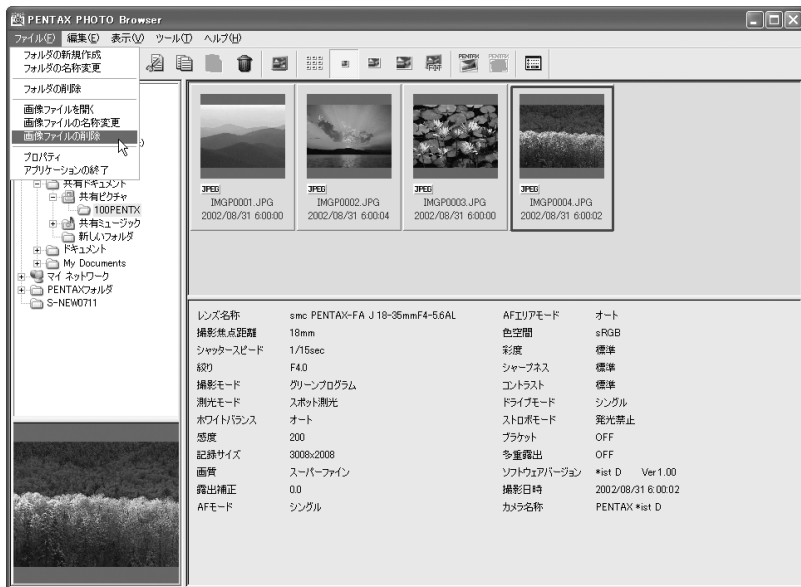 PENTAX PHOTO Browser
ファイル(F) 編集(E) 表示(V) ツール(T) ヘルプ(H)
フォルダの新規作成
フォルダの名称変更
フォルダの削除
画像ファイルを開く
画像ファイルの名称変更
画像ファイルの削除
プロパティ
アプリケーションの終了
共有ドキュメント
共有ピクチャ
100PENTX
共有ミュージック
新しいフォルダ
ドキュメント
My Documents
マイ ネットワーク
PENTAXフォルダ
S-NEW0711
JPEG JPEG JPEG JPEG
IMGP0001.JPG IMGP0002.JPG IMGP0003.JPG IMGP0004.JPG
2002/08/31 6:00:00 2002/08/31 6:00:04 2002/08/31 6:00:00 2002/08/31 6:00:02
レンズ名称 smc PENTAX-FA J 18-35mmF4-5.6AL AFエリアモード オート
撮影焦点距離 18mm 色空間 sRGB
シャッタースピード 1/15sec 彩度 標準
絞り F4.0 シャープネス 標準
撮影モード グリーンプログラム コントラスト 標準
測光モード スポット測光 ドライブモード シングル
ホワイトバランス オート ストロボモード 発光禁止
感度 200 ブラケット OFF
記録サイズ 3008x2008 多重露出 OFF
画質 スーパーファイン ソフトウェアバージョン *ist D Ver 1.00
露出補正 0.0 撮影日時 2002/08/31 6:00:02
AFモード シングル カメラ名称 PENTAX *ist D